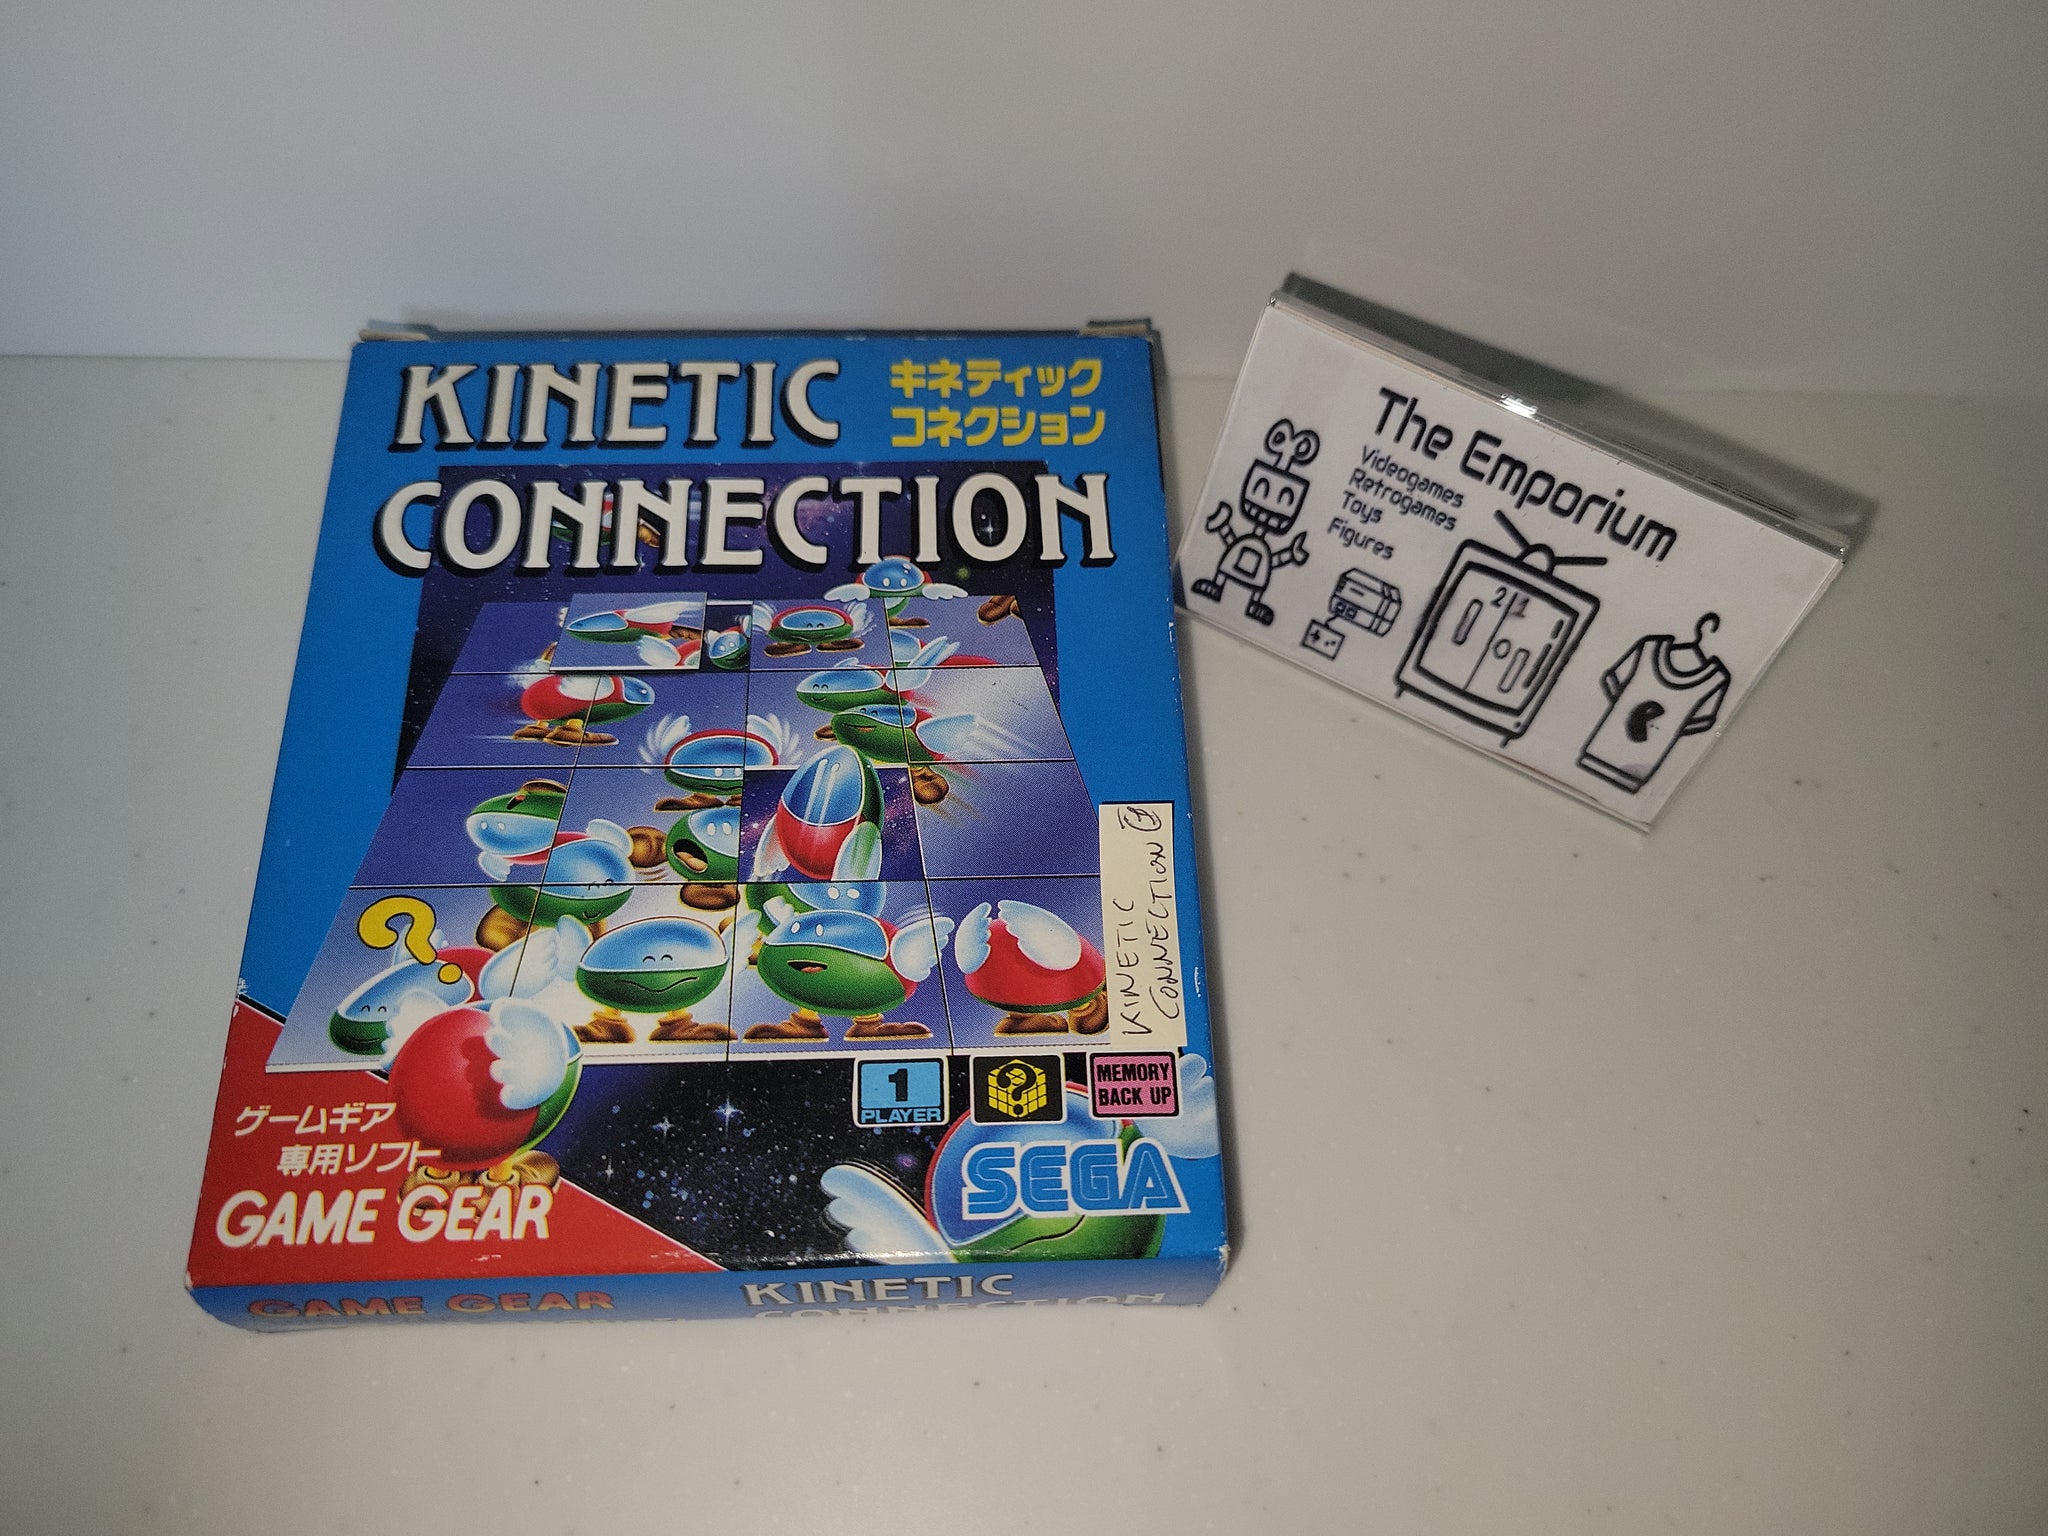 KINETIC
キネティック
コネクション
CONNECTION
?
KINETIC
CONNECTION
1
PLAYER
?
MEMORY
BACK UP
ゲームギア
専用ソフト
GAME GEAR
SEGA
GAME GEAR
KINETIC
CONNECTION
The Emporium
Videogames
Retrogames
Toys
Figures
21